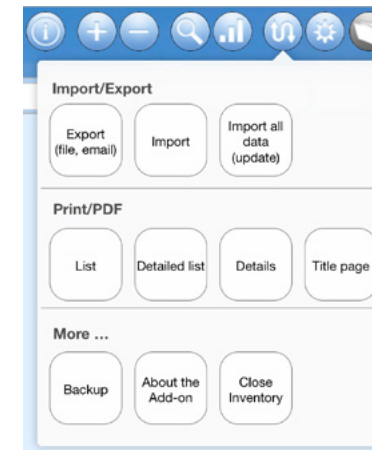 Import/Export
Export
(file, email)
Import
Import all
data
(update)
Print/PDF
List
Detailed list
Details
Title page
More ...
Backup
About the
Add-on
Close
Inventory